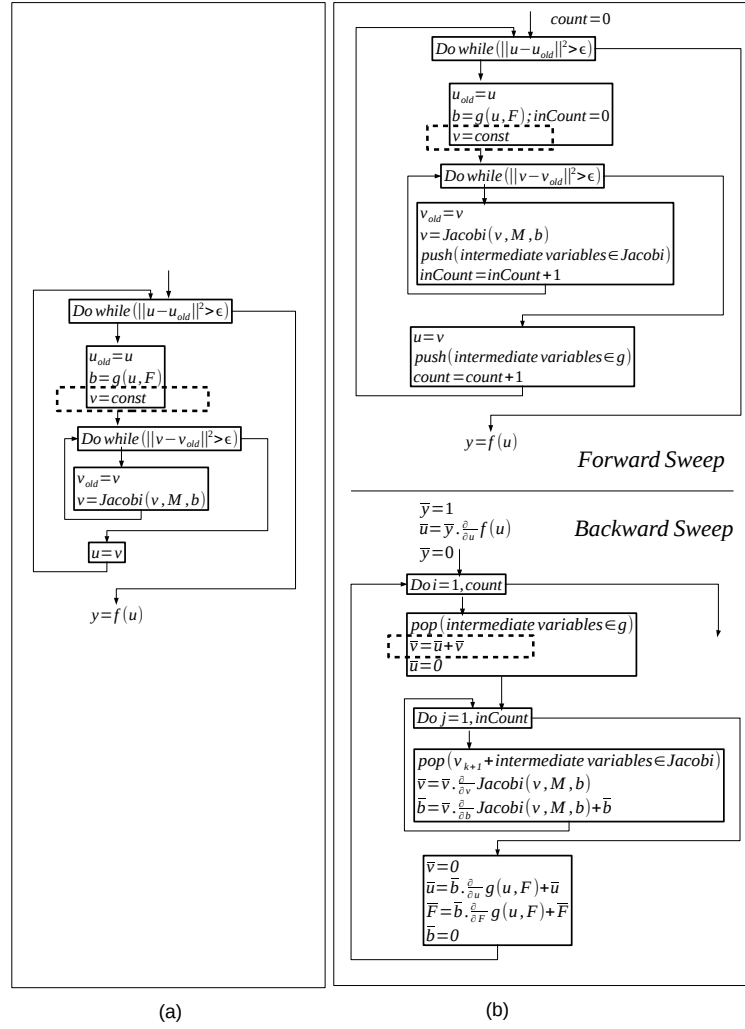 Do while(||u−u_old||²>ϵ)
u_old=u
b=g(u,F)
v=const
Do while(||v−v_old||²>ϵ)
v_old=v
v=Jacobi(v,M,b)
u=v
y=f(u)
(a)
count=0
Do while(||u−u_old||²>ϵ)
u_old=u
b=g(u,F);inCount=0
v=const
Do while(||v−v_old||²>ϵ)
v_old=v
v=Jacobi(v,M,b)
push(intermediate variables∈Jacobi)
inCount=inCount+1
u=v
push(intermediate variables∈g)
count=count+1
y=f(u)
Forward Sweep
y̅=1
u̅=y̅.∂/∂u f(u)
y̅=0
Backward Sweep
Do i=1,count
pop(intermediate variables∈g)
v̅=u̅+v̅
u̅=0
Do j=1,inCount
pop(v_k+1+intermediate variables∈Jacobi)
v̅=v̅.∂/∂v Jacobi(v,M,b)
b̅=v̅.∂/∂b Jacobi(v,M,b)+b̅
v̅=0
u̅=b̅.∂/∂u g(u,F)+u̅
F̅=b̅.∂/∂F g(u,F)+F̅
b̅=0
(b)